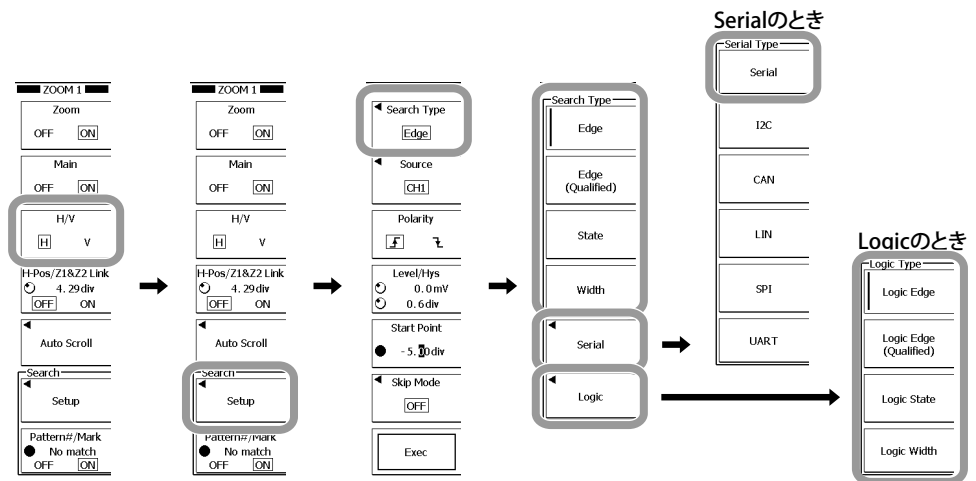 Serialのとき
Serial Type
Serial
I2C
CAN
LIN
SPI
UART
ZOOM 1
Zoom
OFF ON
Main
OFF ON
H/V
H V
H-Pos/Z1&Z2 Link
4.29div
OFF ON
Auto Scroll
Search
Setup
Pattern#/Mark
No match
OFF ON
ZOOM 1
Zoom
OFF ON
Main
OFF ON
H/V
H V
H-Pos/Z1&Z2 Link
4.29div
OFF ON
Auto Scroll
Search
Setup
Pattern#/Mark
No match
OFF ON
Search Type
Edge
Source
CH1
Polarity
Level/Hys
0.0mV
0.6div
Start Point
-5.00div
Skip Mode
OFF
Exec
Search Type
Edge
Edge
(Qualified)
State
Width
Serial
Logic
Logicのとき
Logic Type
Logic Edge
Logic Edge
(Qualified)
Logic State
Logic Width